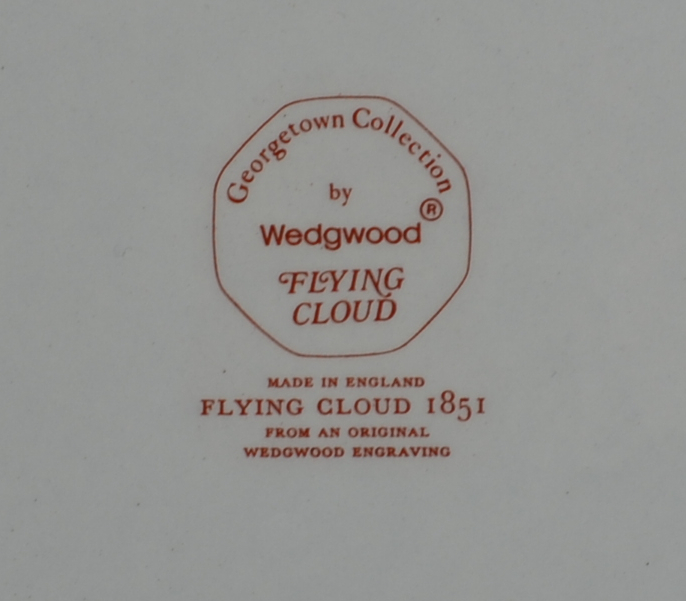 Georgetown Collection
by
Wedgwood®
FLYING
CLOUD
MADE IN ENGLAND
FLYING CLOUD 1851
FROM AN ORIGINAL
WEDGWOOD ENGRAVING